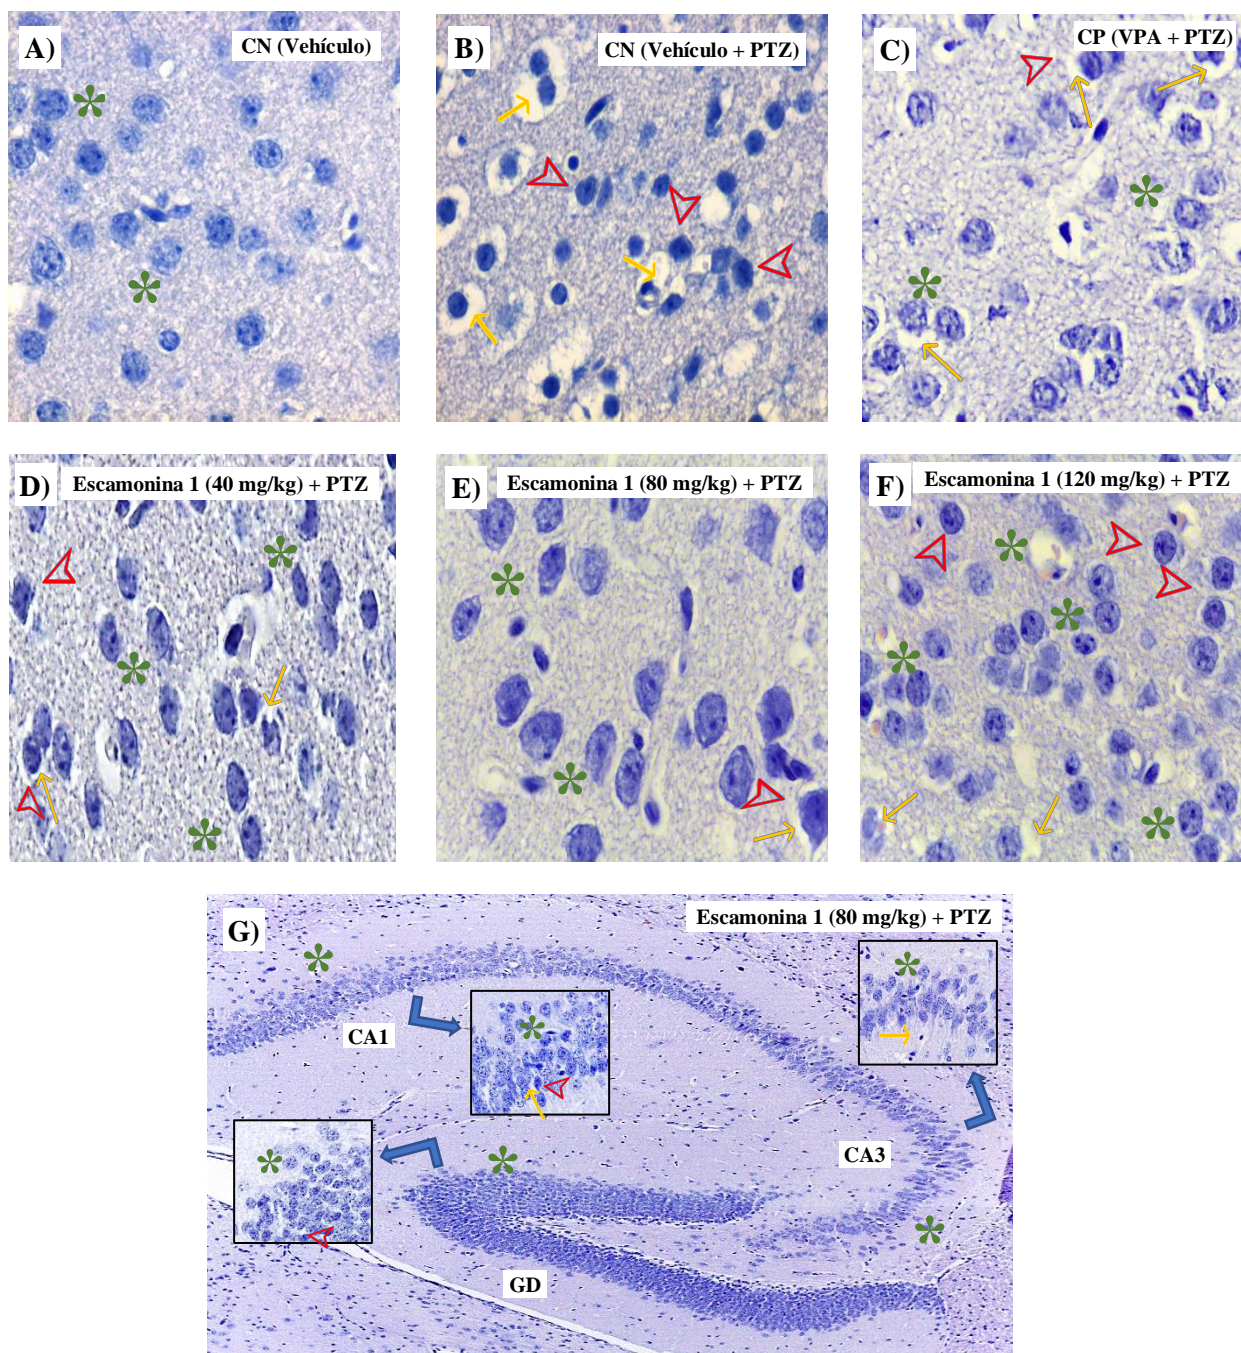 A)
CN (Vehículo)
B)
CN (Vehículo + PTZ)
C)
CP (VPA + PTZ)
D)
Escamonina 1 (40 mg/kg) + PTZ
E)
Escamonina 1 (80 mg/kg) + PTZ
F)
Escamonina 1 (120 mg/kg) + PTZ
G)
Escamonina 1 (80 mg/kg) + PTZ
CA1
CA3
GD